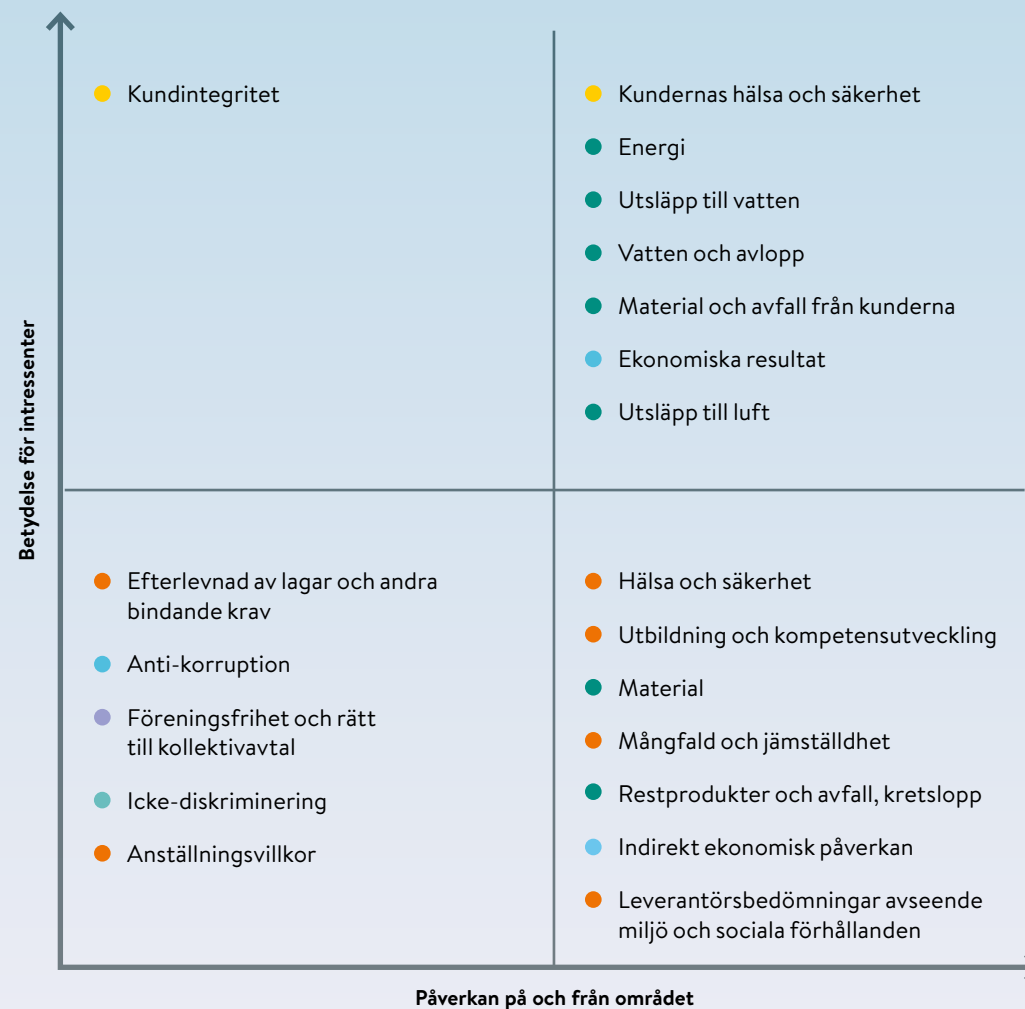 Betydelse för intressenter
Kundintegritet
Kundernas hälsa och säkerhet
Energi
Utsläpp till vatten
Vatten och avlopp
Material och avfall från kunderna
Ekonomiska resultat
Utsläpp till luft
Efterlevnad av lagar och andra
bindande krav
Anti-korruption
Föreningsfrihet och rätt
till kollektivavtal
Icke-diskriminering
Anställningsvillkor
Hälsa och säkerhet
Utbildning och kompetensutveckling
Material
Mångfald och jämställdhet
Restprodukter och avfall, kretslopp
Indirekt ekonomisk påverkan
Leverantörsbedömningar avseende
miljö och sociala förhållanden
Påverkan på och från området